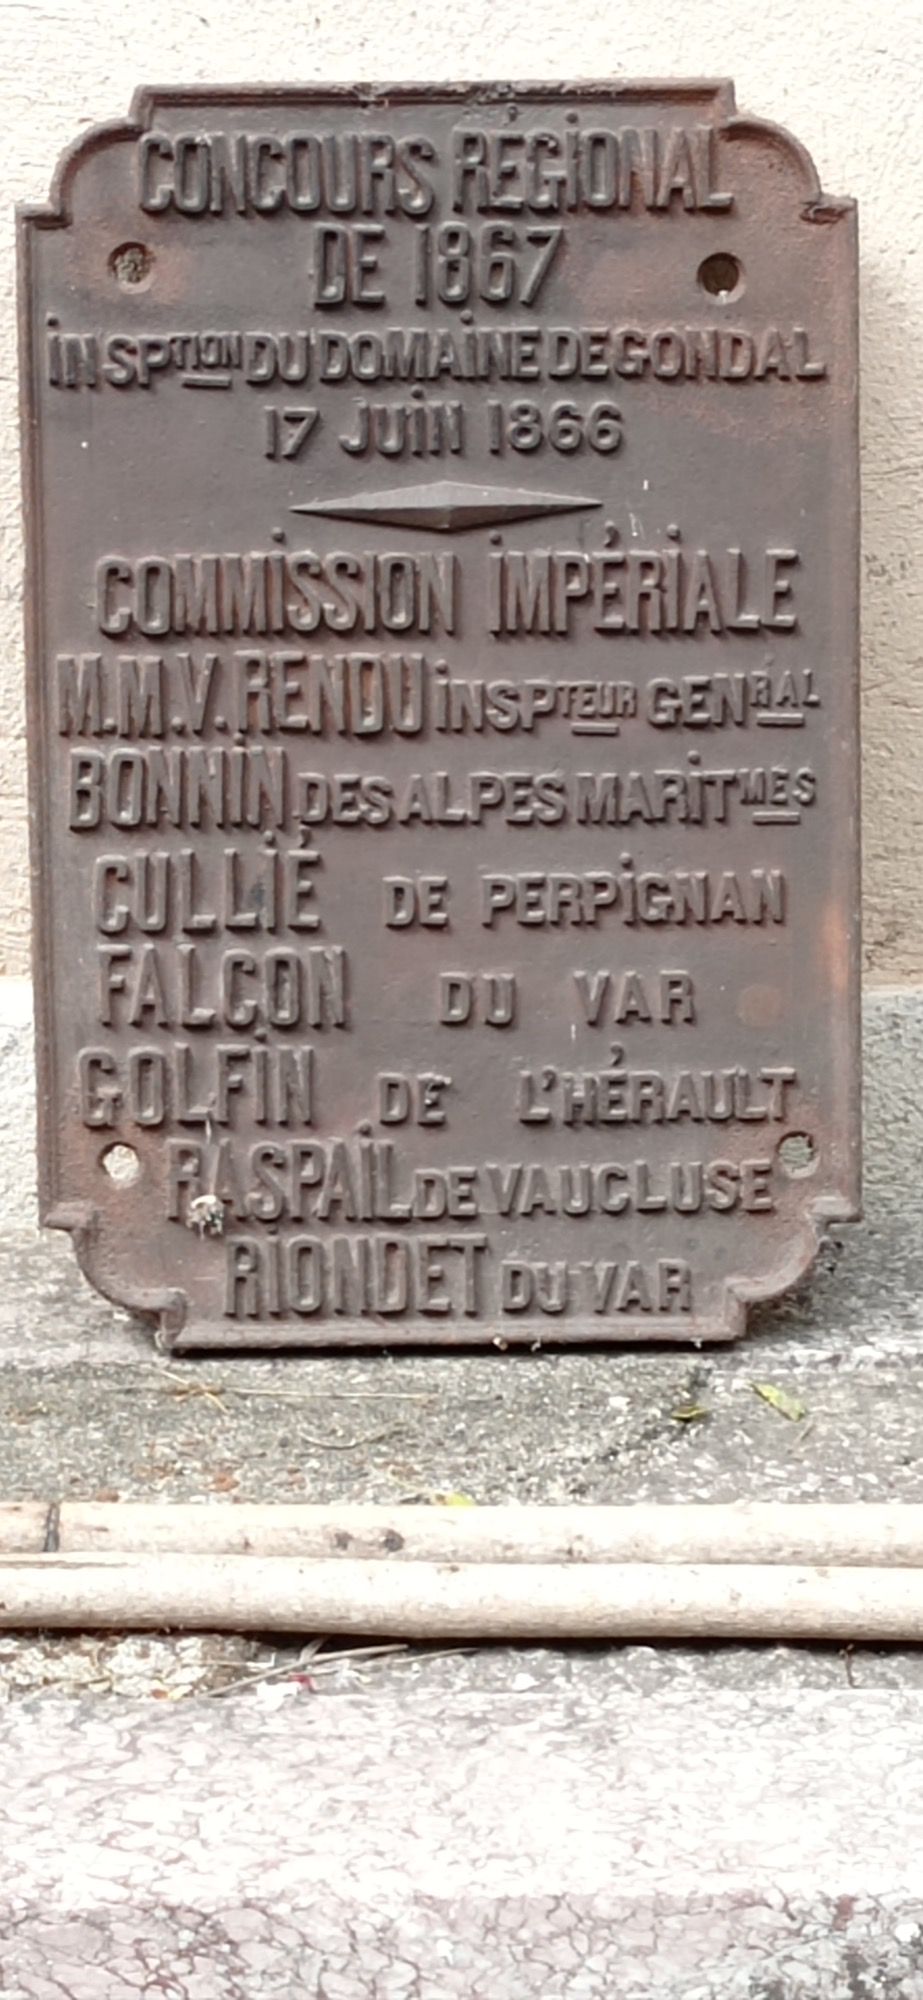 CONCOURS REGIONAL
DE 1867
INSPTION DU DOMAINE DE GONDAL
17 JUIN 1866
COMMISSION IMPÉRIALE
M.M.V. RENDU INSPTEUR GENRAL
BONNIN DES ALPES MARITMES
CULLIÉ DE PERPIGNAN
FALCON DU VAR
GOLFIN DE L'HÉRAULT
RASPAIL DE VAUCLUSE
RIONDET DU VAR